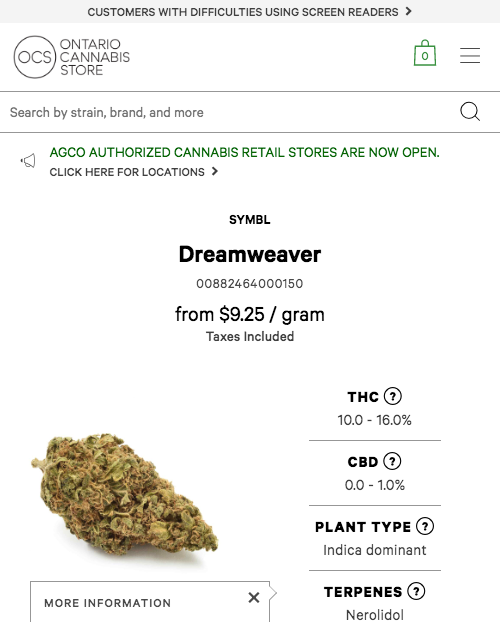 CUSTOMERS WITH DIFFICULTIES USING SCREEN READERS
OCS
ONTARIO
CANNABIS
STORE
0
Search by strain, brand, and more
AGCO AUTHORIZED CANNABIS RETAIL STORES ARE NOW OPEN.
CLICK HERE FOR LOCATIONS
SYMBL
Dreamweaver
00882464000150
from $9.25 / gram
Taxes Included
THC ?
10.0 - 16.0%
CBD ?
0.0 - 1.0%
PLANT TYPE ?
Indica dominant
TERPENES ?
Nerolidol
MORE INFORMATION